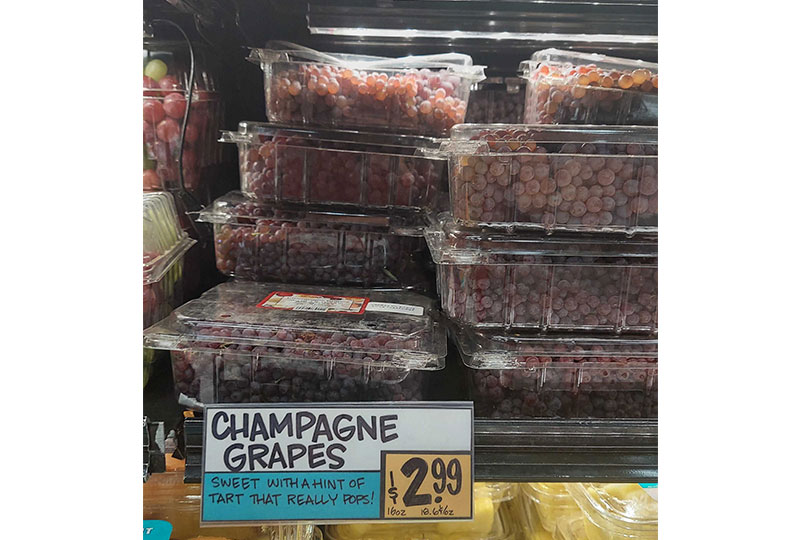 CHAMPAGNE
GRAPES
SWEET WITH A HINT OF
TART THAT REALLY POPS!
$2.99
16oz